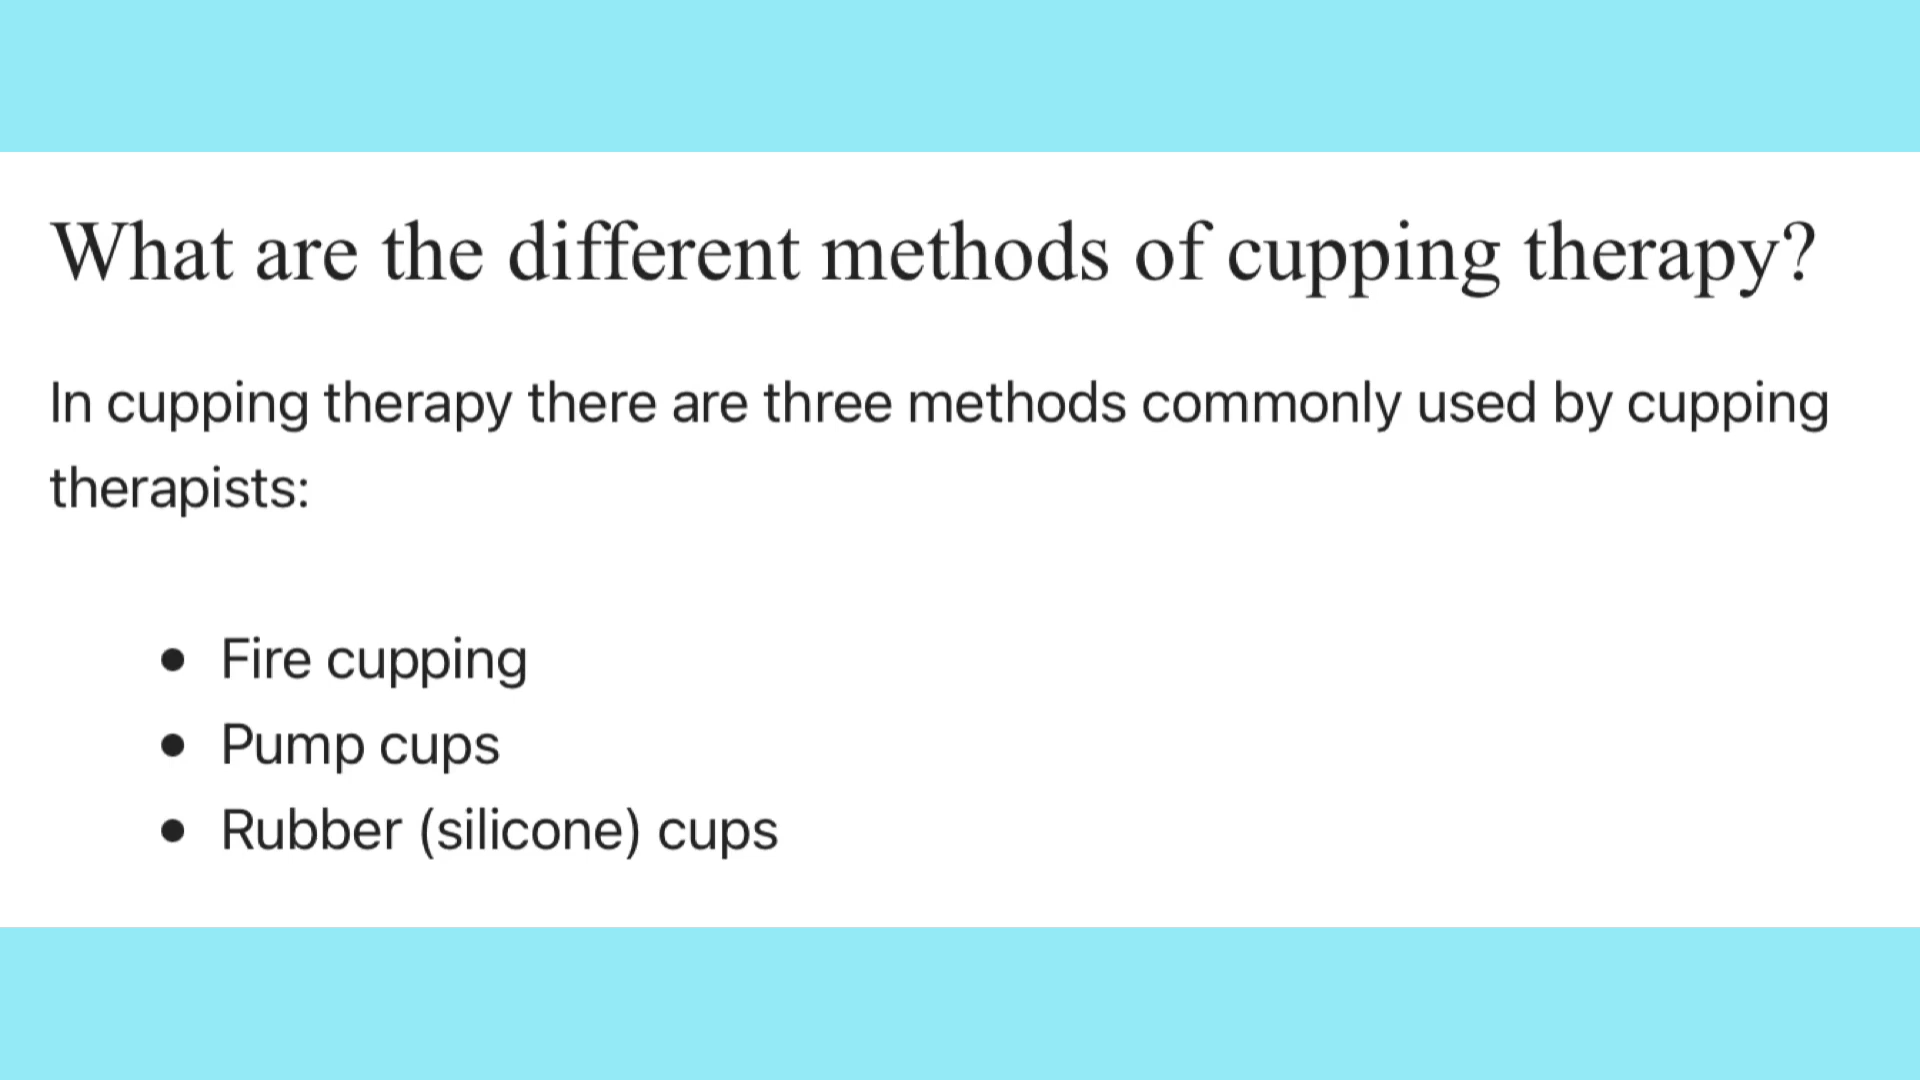 What are the different methods of cupping therapy?
In cupping therapy there are three methods commonly used by cupping
therapists:
● Fire cupping
● Pump cups
● Rubber (silicone) cups